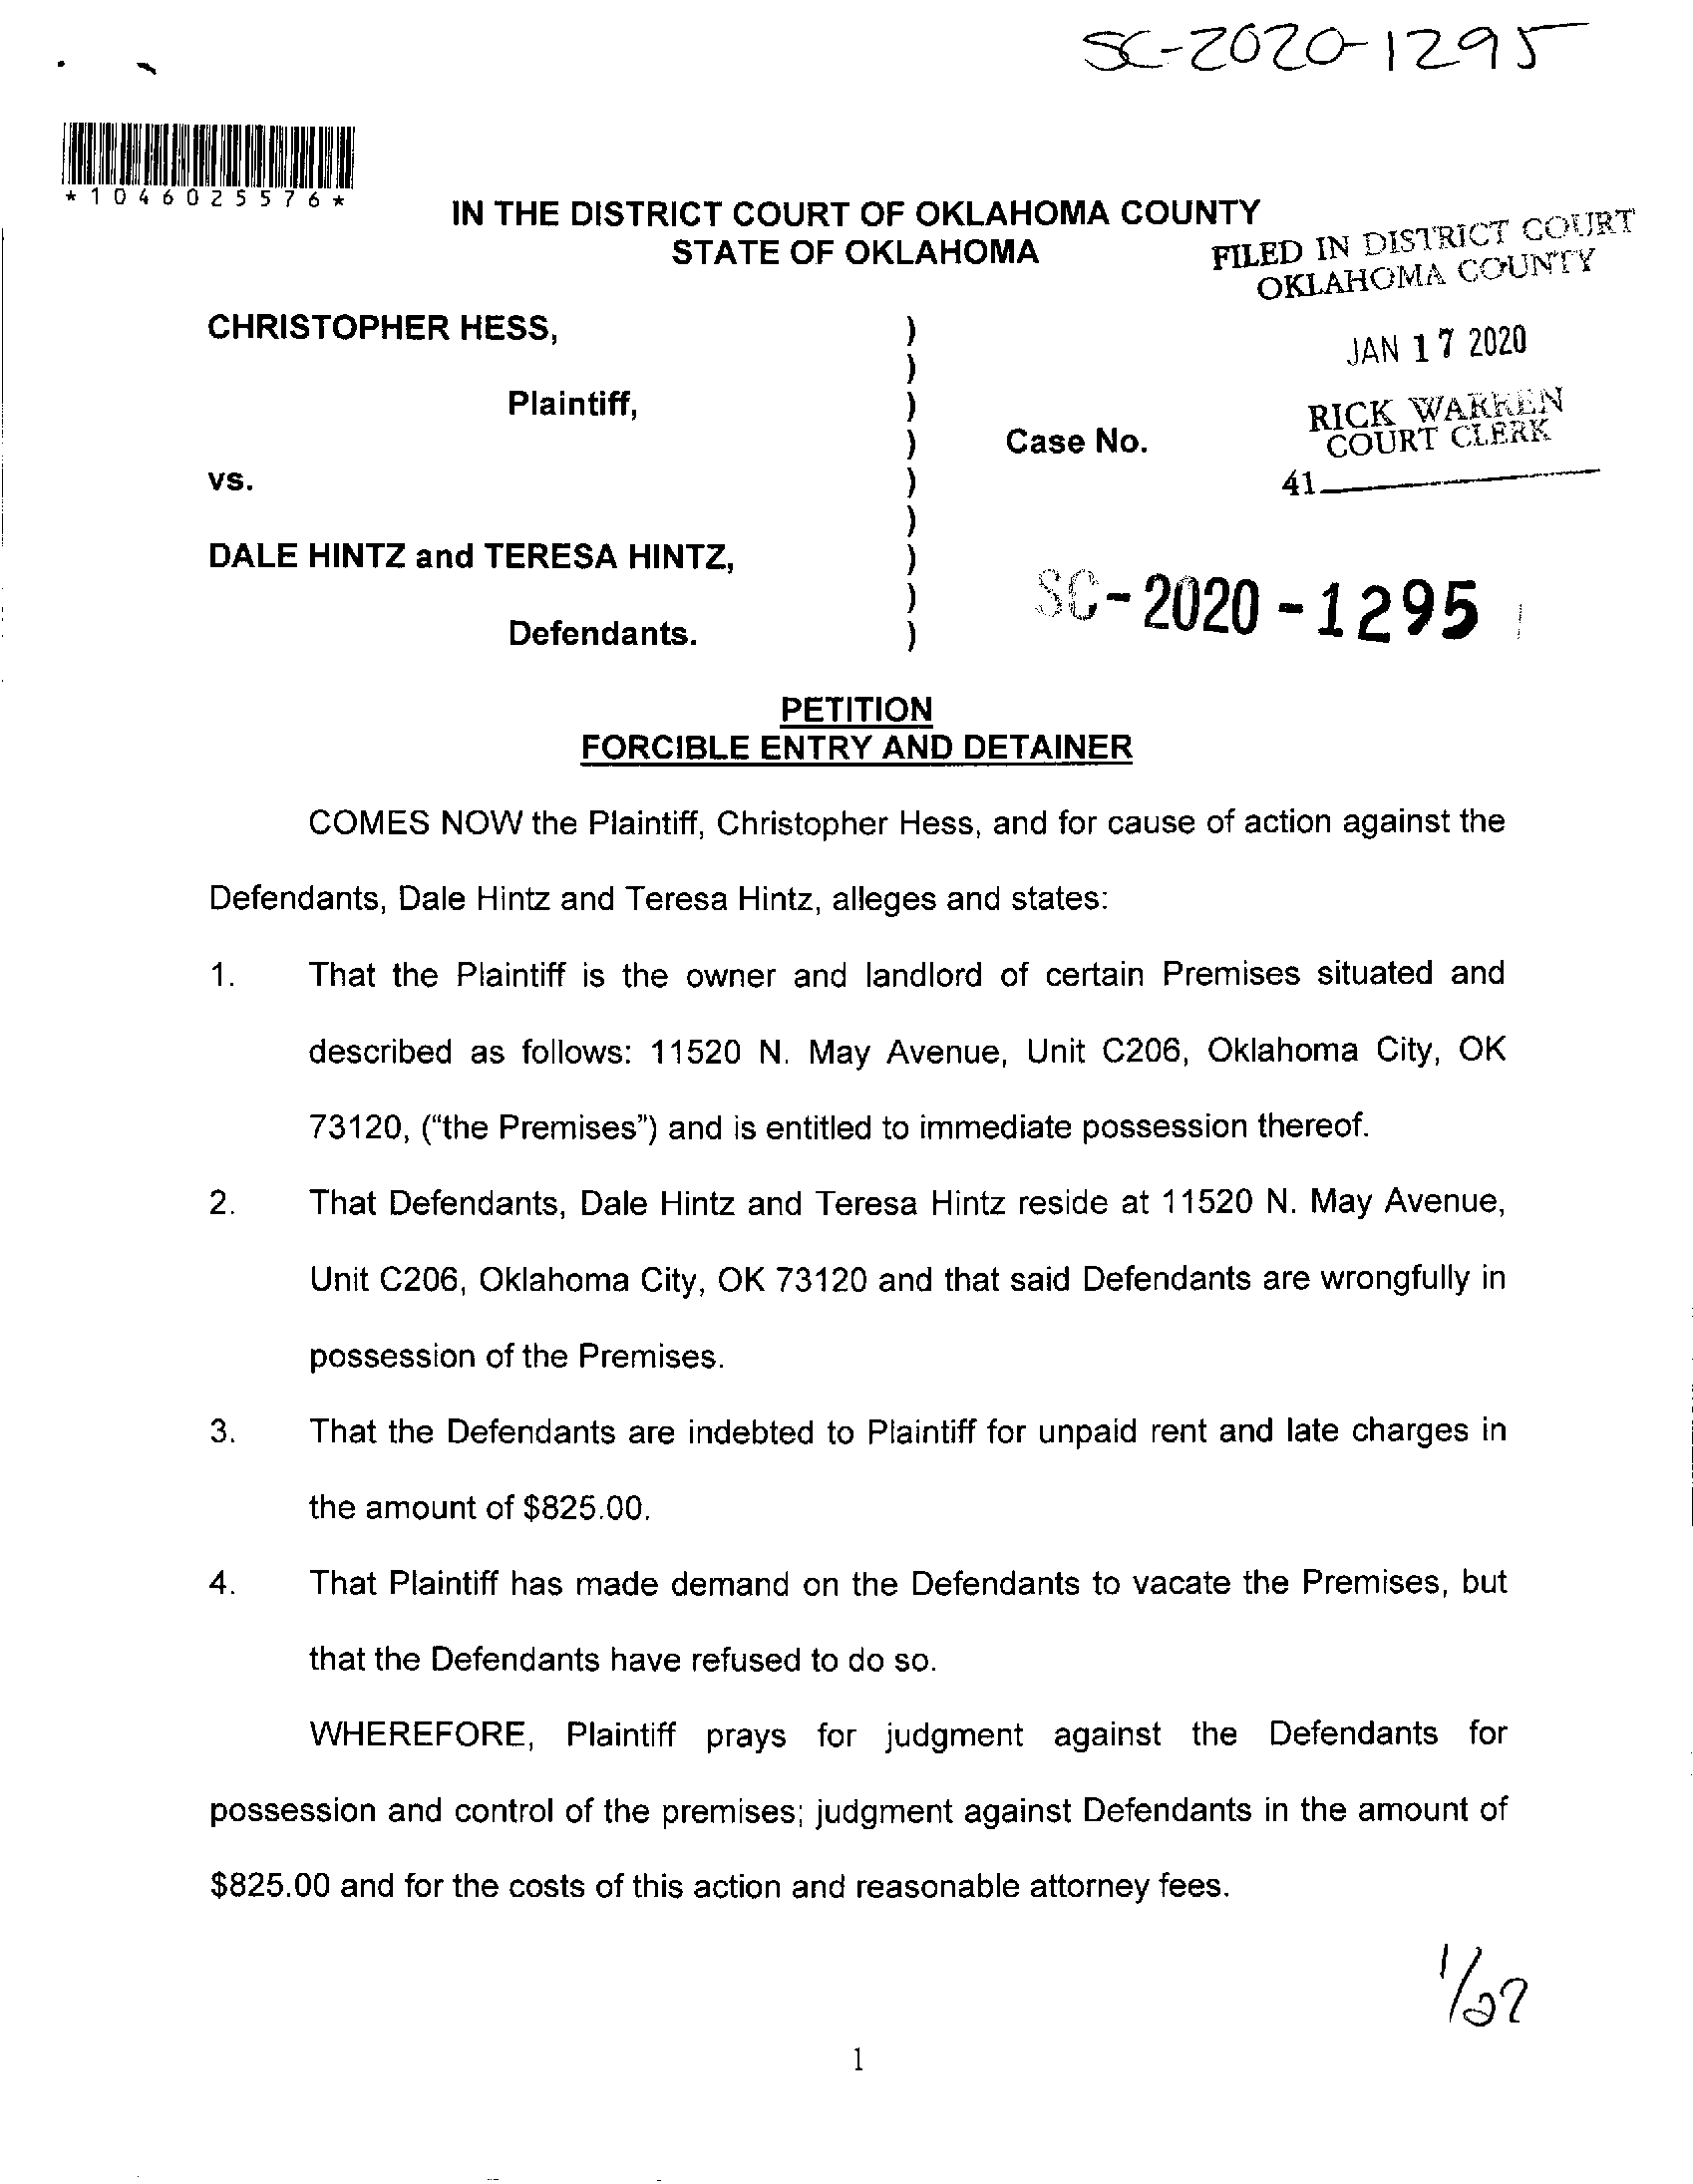 SC-2020-1295
*1046025576*
IN THE DISTRICT COURT OF OKLAHOMA COUNTY
STATE OF OKLAHOMA
FILED IN DISTRICT COURT
OKLAHOMA COUNTY
JAN 17 2020
RICK WARREN
COURT CLERK
41
CHRISTOPHER HESS, )
)
Plaintiff, )
) Case No.
vs. )
)
DALE HINTZ and TERESA HINTZ, )
) SC-2020-1295
Defendants. )
PETITION
FORCIBLE ENTRY AND DETAINER
COMES NOW the Plaintiff, Christopher Hess, and for cause of action against the
Defendants, Dale Hintz and Teresa Hintz, alleges and states:
1. That the Plaintiff is the owner and landlord of certain Premises situated and
described as follows: 11520 N. May Avenue, Unit C206, Oklahoma City, OK
73120, (“the Premises”) and is entitled to immediate possession thereof.
2. That Defendants, Dale Hintz and Teresa Hintz reside at 11520 N. May Avenue,
Unit C206, Oklahoma City, OK 73120 and that said Defendants are wrongfully in
possession of the Premises.
3. That the Defendants are indebted to Plaintiff for unpaid rent and late charges in
the amount of $825.00.
4. That Plaintiff has made demand on the Defendants to vacate the Premises, but
that the Defendants have refused to do so.
WHEREFORE, Plaintiff prays for judgment against the Defendants for
possession and control of the premises; judgment against Defendants in the amount of
$825.00 and for the costs of this action and reasonable attorney fees.
1/27
1